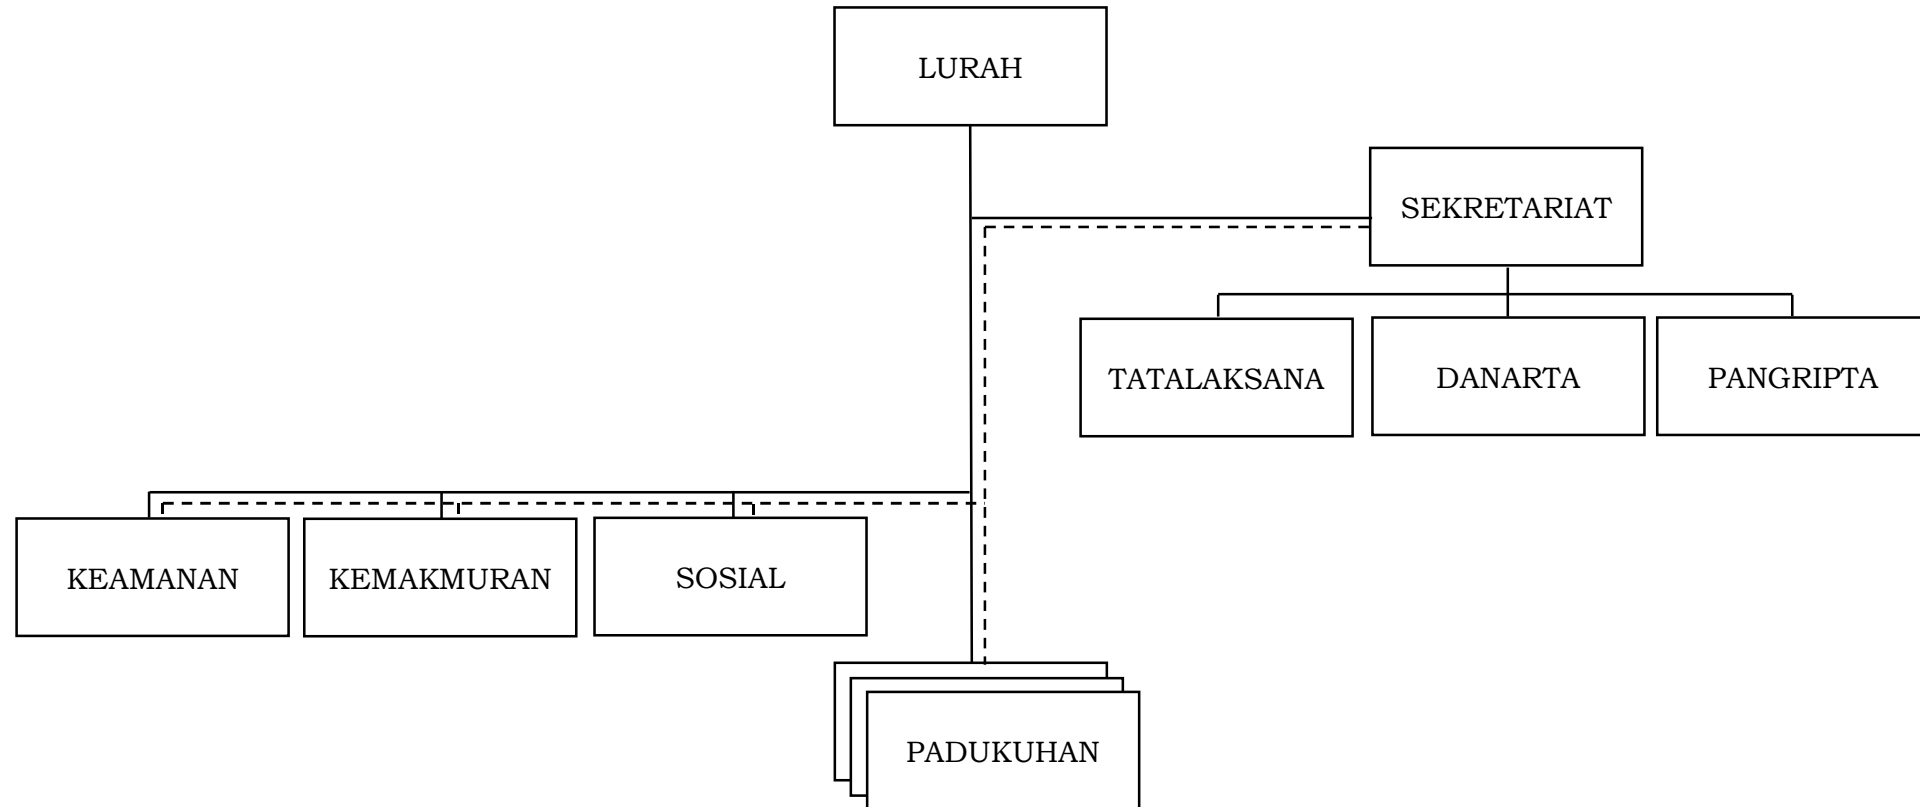 LURAH
SEKRETARIAT
TATALAKSANA
DANARTA
PANGRIPTA
KEAMANAN
KEMAKMURAN
SOSIAL
PADUKUHAN